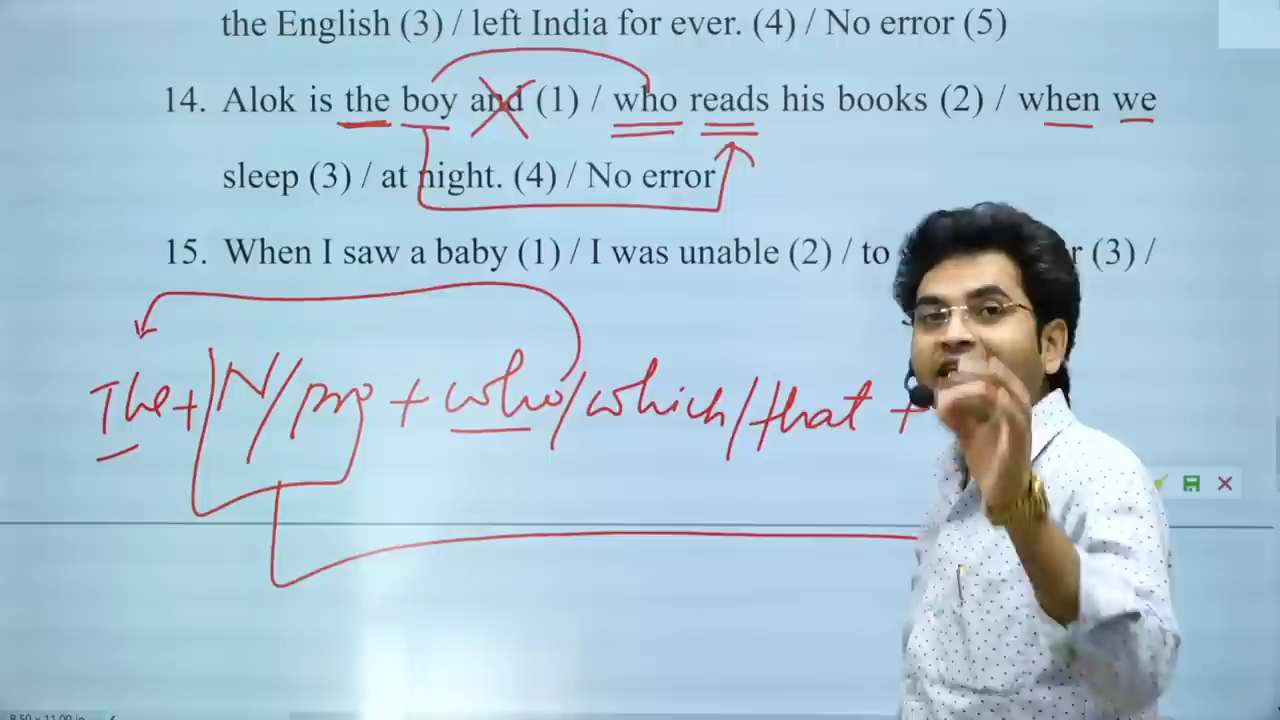 the English (3) / left India for ever. (4) / No error (5)
14. Alok is the boy and (1) / who reads his books (2) / when we
sleep (3) / at night. (4) / No error
15. When I saw a baby (1) / I was unable (2) / to r (3) /
The + N/pro + who/which/that +